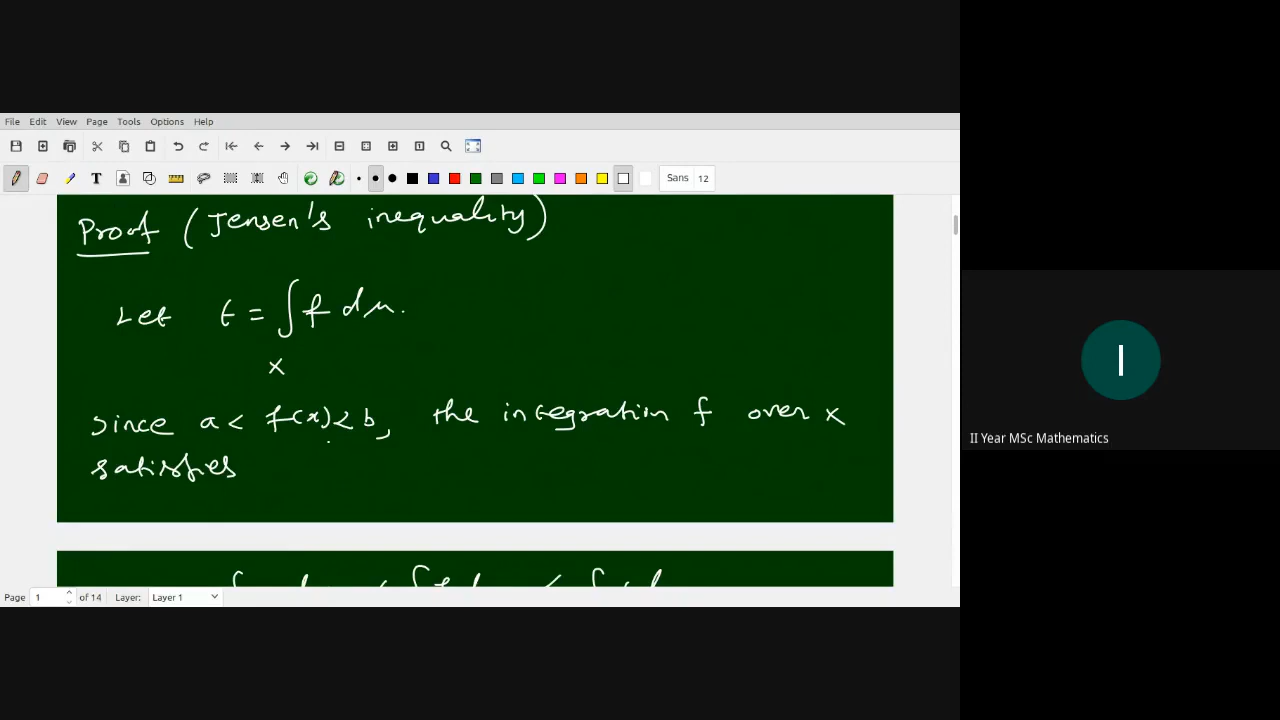 File Edit View Page Tools Options Help
Sans 12
Proof (Jensen's inequality)
Let t = ∫ f dμ.
X
Since a < f(x) < b, the integration f over X
satisfies
Page 1 of 14 Layer: Layer 1
I
II Year MSc Mathematics